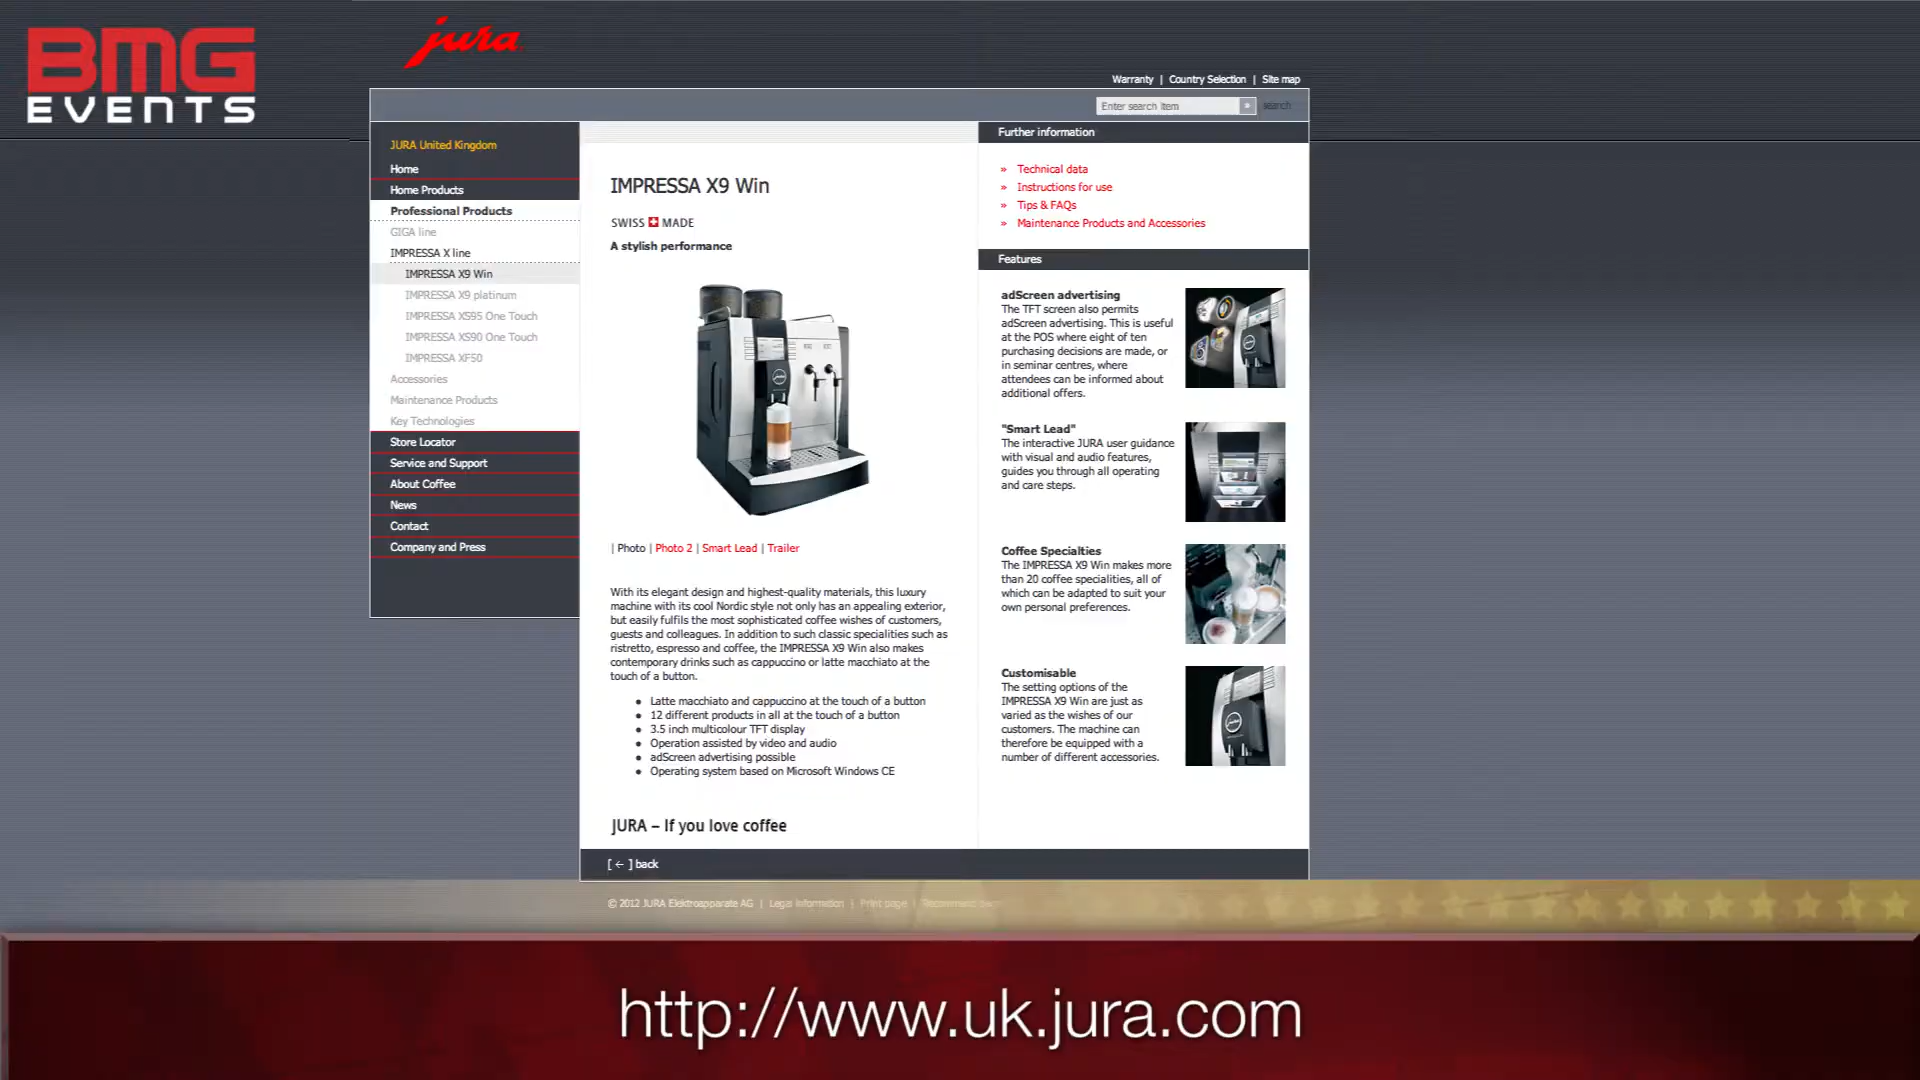 BMG
EVENTS
jura
Warranty | Country Selection | Site map
Enter search item » search
JURA United Kingdom
Home
Home Products
Professional Products
GIGA line
IMPRESSA X line
IMPRESSA X9 Win
IMPRESSA X9 platinum
IMPRESSA XS95 One Touch
IMPRESSA XS90 One Touch
IMPRESSA XF50
Accessories
Maintenance Products
Key Technologies
Store Locator
Service and Support
About Coffee
News
Contact
Company and Press
IMPRESSA X9 Win
SWISS MADE
A stylish performance
| Photo | Photo 2 | Smart Lead | Trailer
With its elegant design and highest-quality materials, this luxury
machine with its cool Nordic style not only has an appealing exterior,
but easily fulfils the most sophisticated coffee wishes of customers,
guests and colleagues. In addition to such classic specialities such as
ristretto, espresso and coffee, the IMPRESSA X9 Win also makes
contemporary drinks such as cappuccino or latte macchiato at the
touch of a button.
● Latte macchiato and cappuccino at the touch of a button
● 12 different products in all at the touch of a button
● 3.5 inch multicolour TFT display
● Operation assisted by video and audio
● adScreen advertising possible
● Operating system based on Microsoft Windows CE
JURA – If you love coffee
[ ← ] back
Further information
» Technical data
» Instructions for use
» Tips & FAQs
» Maintenance Products and Accessories
Features
adScreen advertising
The TFT screen also permits
adScreen advertising. This is useful
at the POS where eight of ten
purchasing decisions are made, or
in seminar centres, where
attendees can be informed about
additional offers.
"Smart Lead"
The interactive JURA user guidance
with visual and audio features,
guides you through all operating
and care steps.
Coffee Specialties
The IMPRESSA X9 Win makes more
than 20 coffee specialities, all of
which can be adapted to suit your
own personal preferences.
Customisable
The setting options of the
IMPRESSA X9 Win are just as
varied as the wishes of our
customers. The machine can
therefore be equipped with a
number of different accessories.
© 2012 JURA Elektroapparate AG | Legal information | Print page |
http://www.uk.jura.com